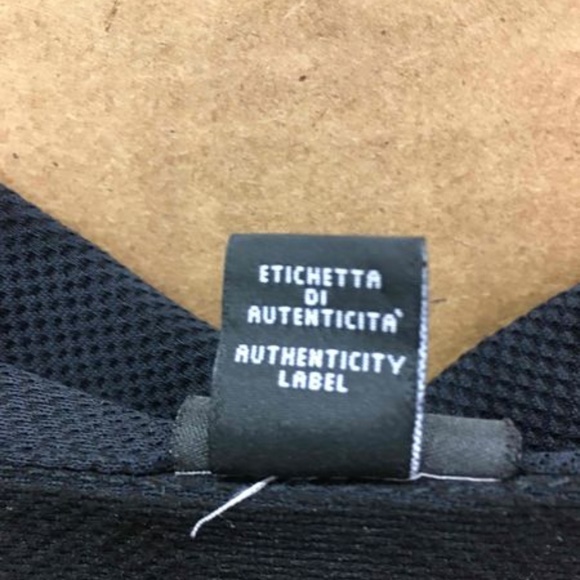 ETICHETTA
DI
AUTENTICITA`
AUTHENTICITY
LABEL